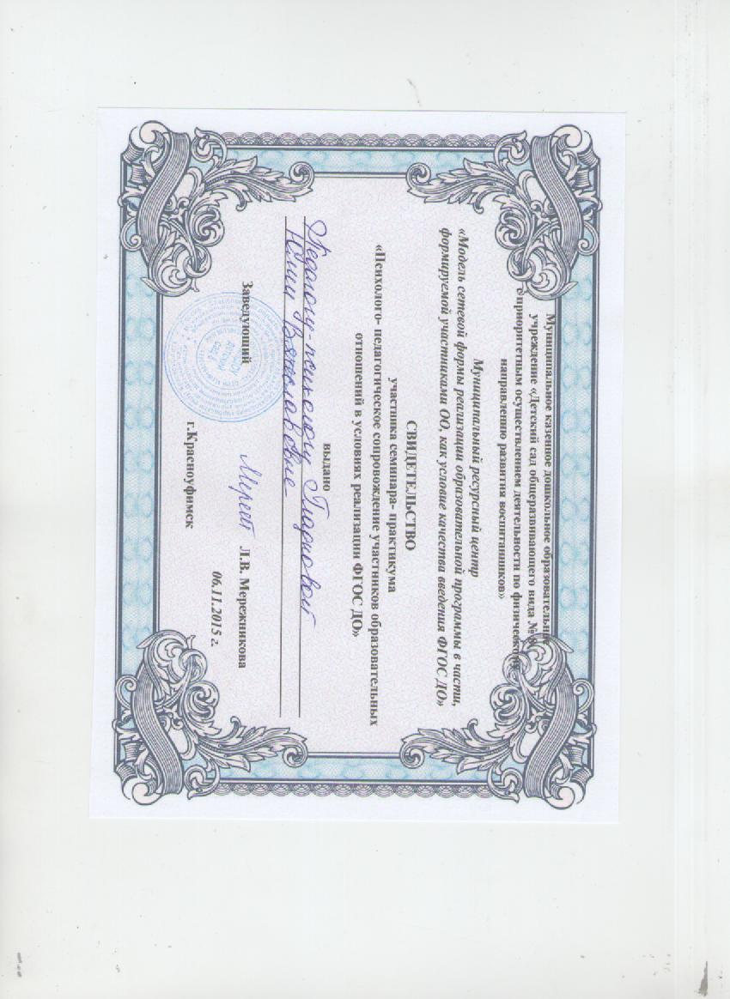 Муниципальное казенное дошкольное образовательное
учреждение «Детский сад общеразвивающего вида №
с приоритетным осуществлением деятельности по физическому
направлению развития воспитанников»
Муниципальный ресурсный центр
«Модель сетевой формы реализации образовательной программы в части,
формируемой участниками ОО, как условие качества введения ФГОС ДО»
СВИДЕТЕЛЬСТВО
участника семинара- практикума
«Психолого- педагогическое сопровождение участников образовательных
отношений в условиях реализации ФГОС ДО»
выдано
Педагогу-психологу
Юлии Вячеславовне
Заведующий Л.В. Мережникова
06.11.2015 г.
г.Красноуфимск